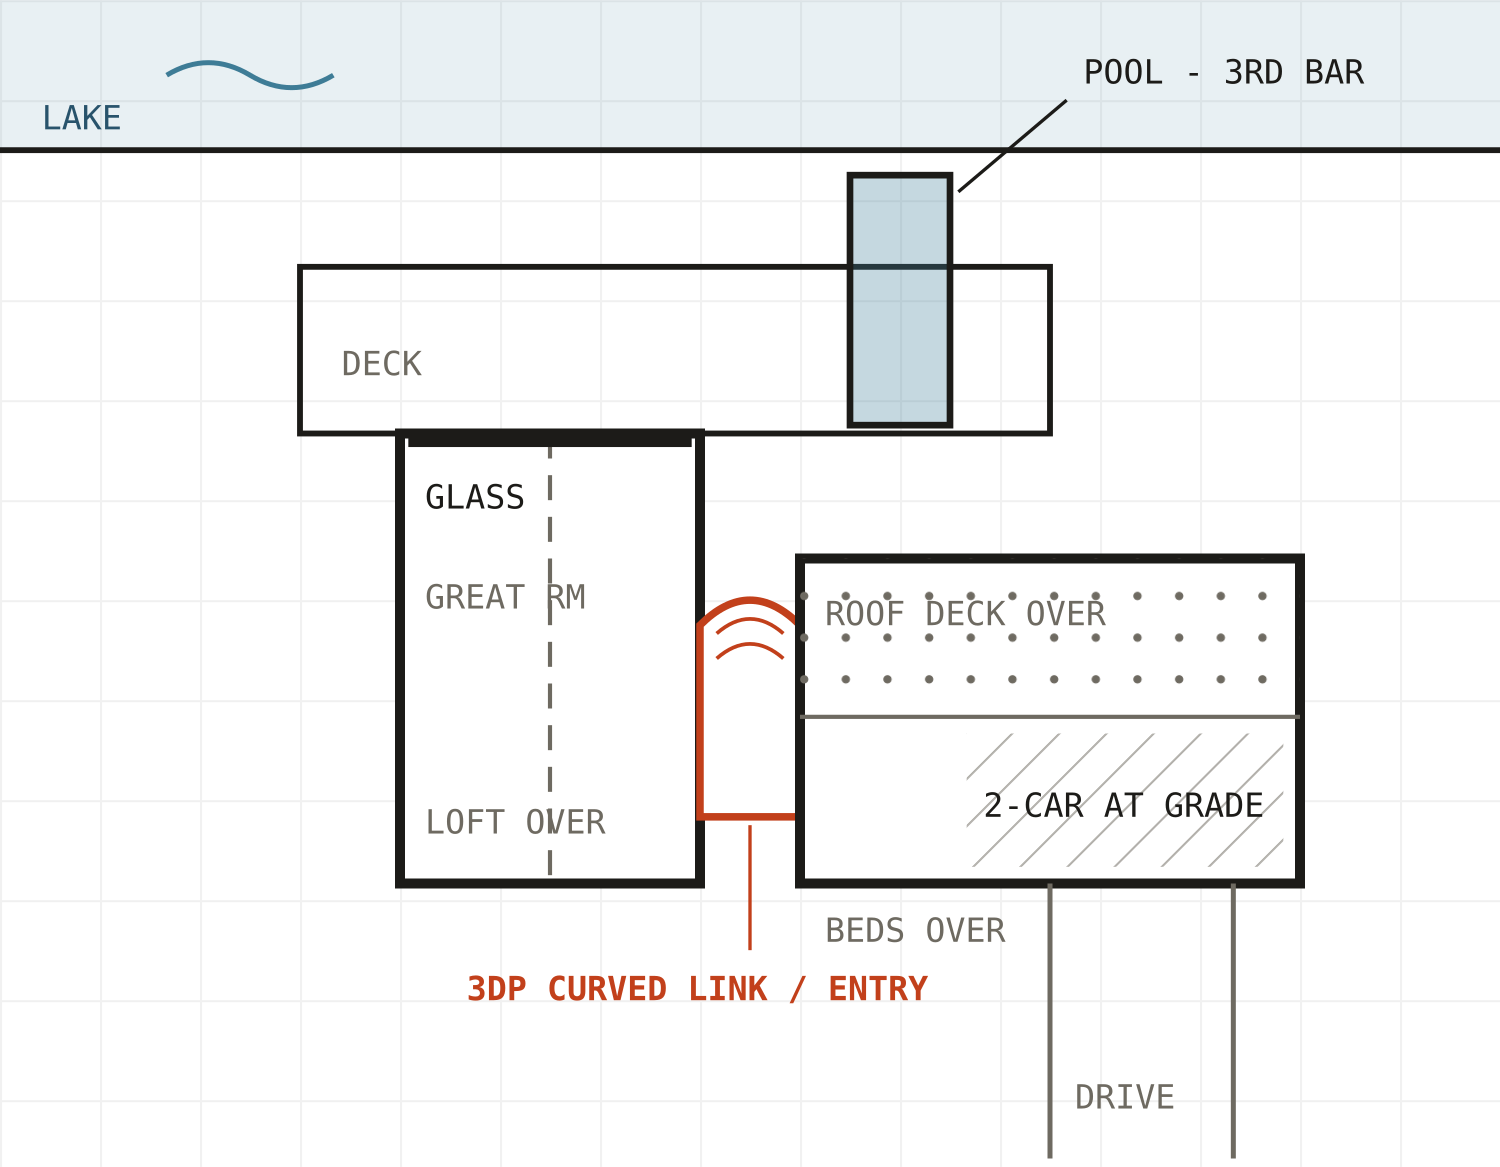 POOL - 3RD BAR
LAKE
DECK
GLASS
GREAT RM
ROOF DECK OVER
2-CAR AT GRADE
LOFT OVER
BEDS OVER
3DP CURVED LINK / ENTRY
DRIVE